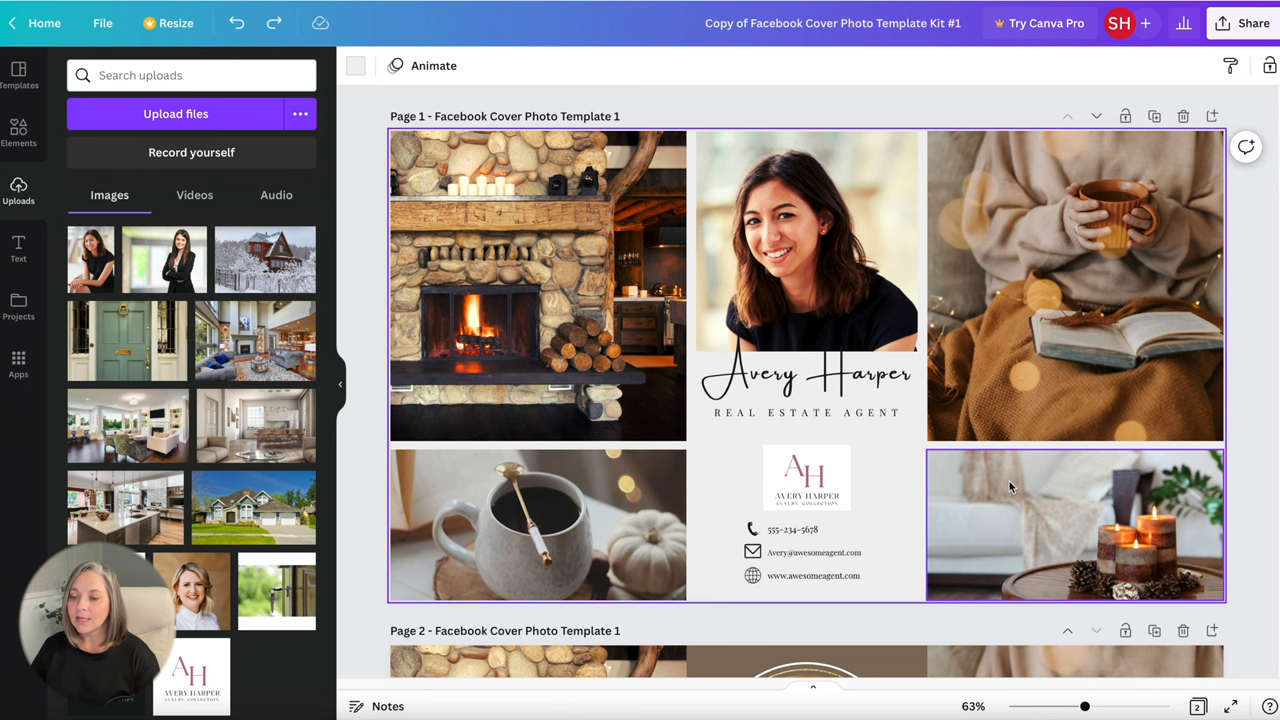 Home
File
Resize
Copy of Facebook Cover Photo Template Kit #1
Try Canva Pro
SH
Share
Templates
Elements
Uploads
Text
Projects
Apps
Search uploads
Upload files
Record yourself
Images
Videos
Audio
Animate
Page 1 - Facebook Cover Photo Template 1
Avery Harper
REAL ESTATE AGENT
AH
AVERY HARPER
LUXURY COLLECTION
555-234-5678
Avery@awesomeagent.com
www.awesomeagent.com
Page 2 - Facebook Cover Photo Template 1
AH
AVERY HARPER
LUXURY COLLECTION
Notes
63%
2